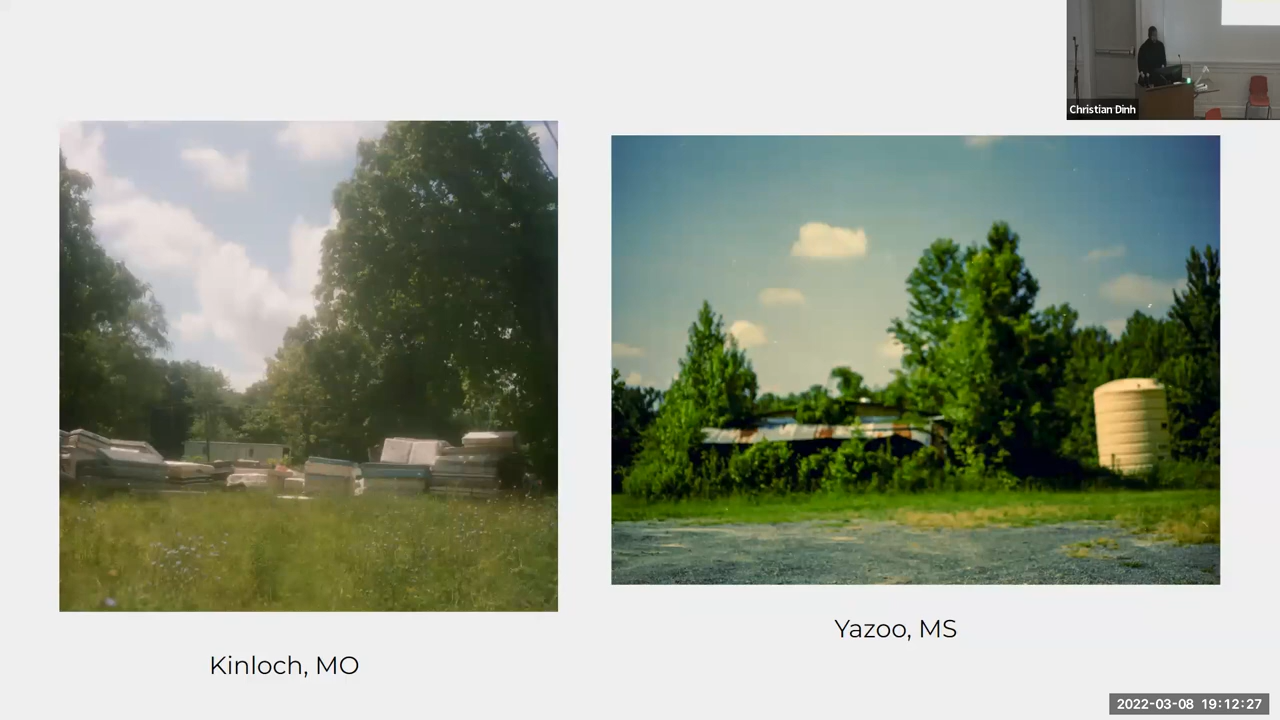 Christian Dinh
Yazoo, MS
Kinloch, MO
2022-03-08 19:12:27